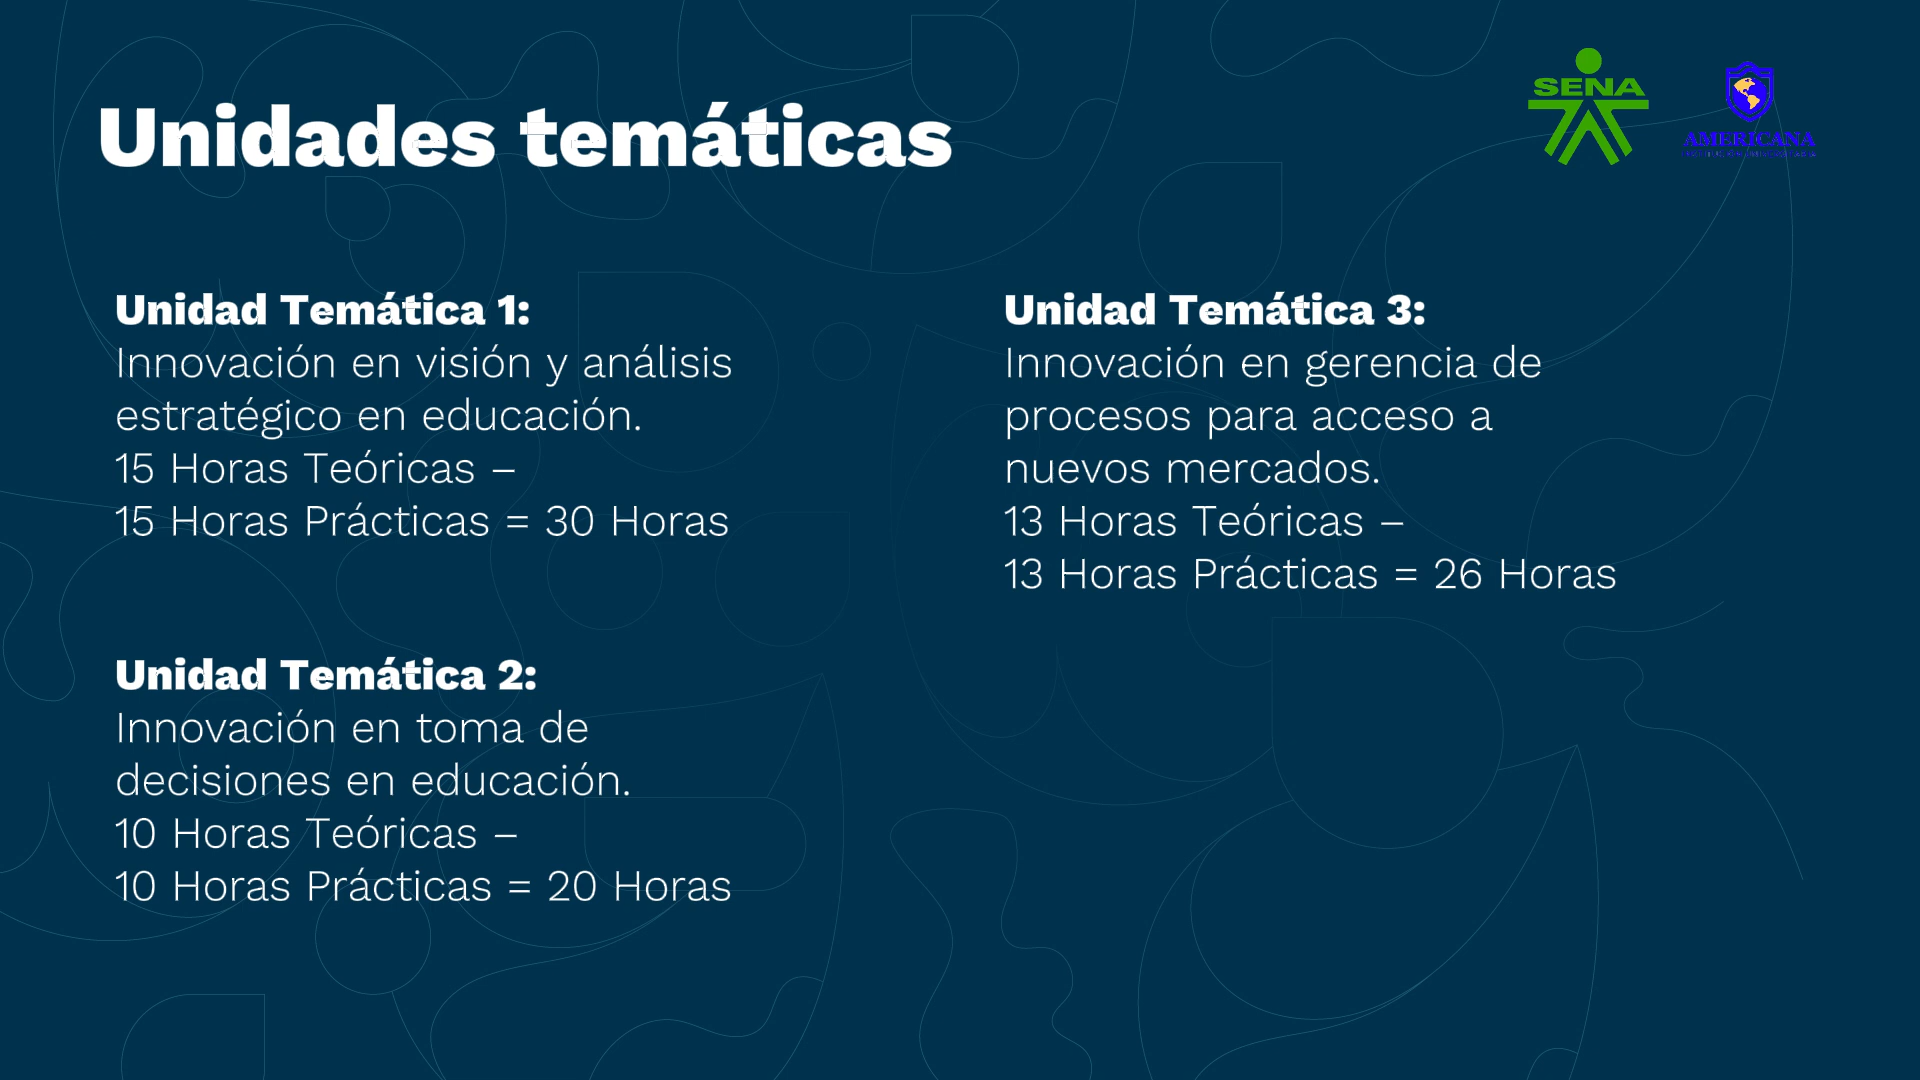 Unidades temáticas
SENA
AMERICANA
Unidad Temática 1:
Innovación en visión y análisis
estratégico en educación.
15 Horas Teóricas –
15 Horas Prácticas = 30 Horas
Unidad Temática 2:
Innovación en toma de
decisiones en educación.
10 Horas Teóricas –
10 Horas Prácticas = 20 Horas
Unidad Temática 3:
Innovación en gerencia de
procesos para acceso a
nuevos mercados.
13 Horas Teóricas –
13 Horas Prácticas = 26 Horas